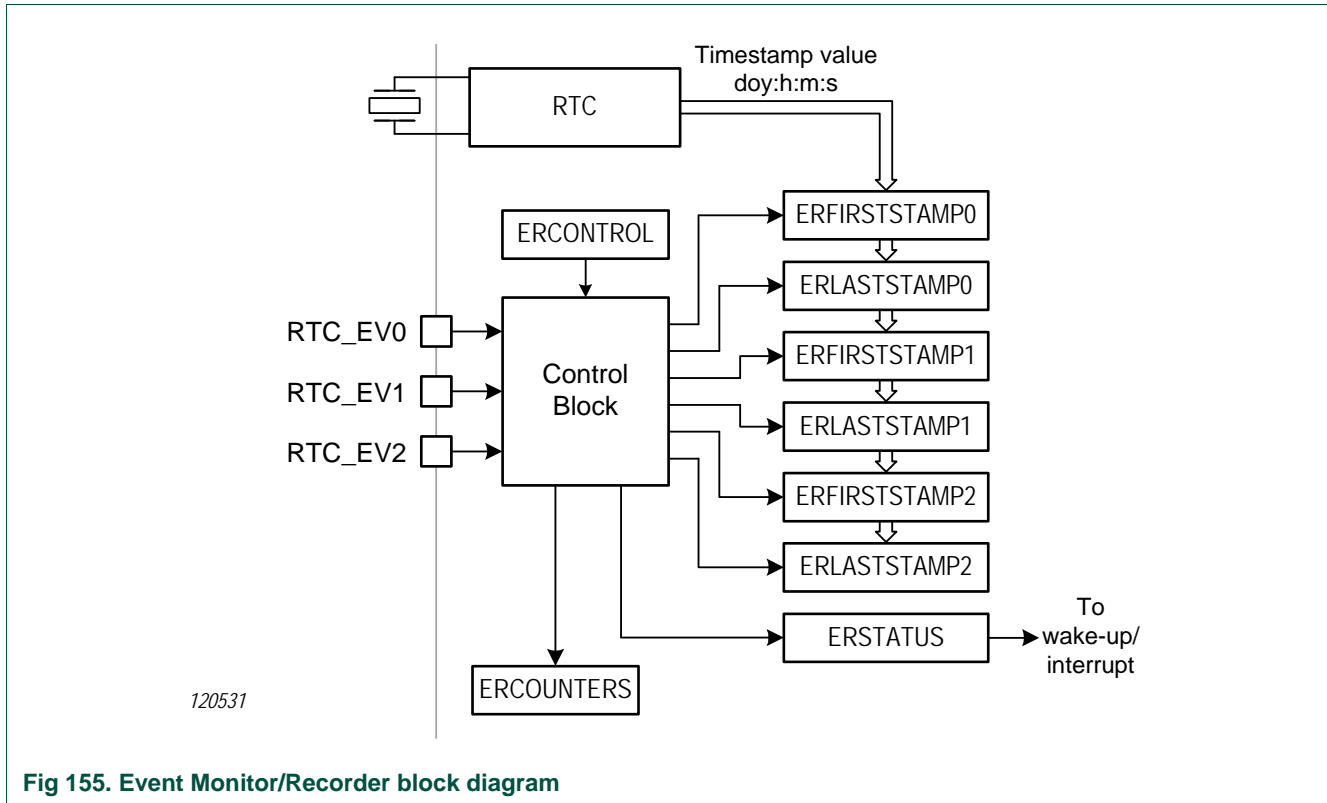 Timestamp value
doy:h:m:s
RTC
ERFIRSTSTAMP0
ERCONTROL
ERLASTSTAMP0
RTC_EV0
ERFIRSTSTAMP1
Control
Block
RTC_EV1
ERLASTSTAMP1
RTC_EV2
ERFIRSTSTAMP2
ERLASTSTAMP2
To
wake-up/
interrupt
ERSTATUS
ERCOUNTERS
120531
Fig 155. Event Monitor/Recorder block diagram